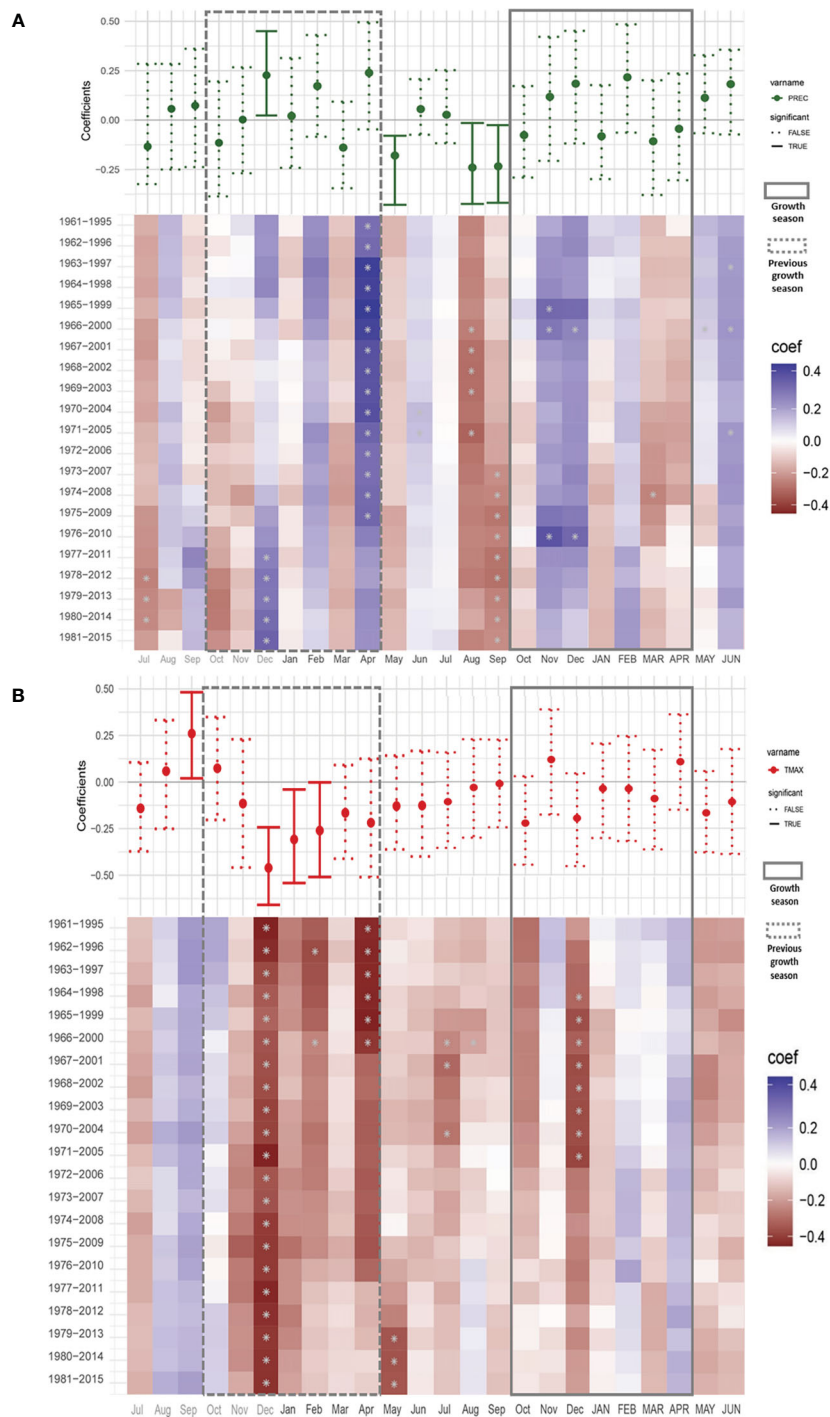 A
0.50
0.25
0.00
−0.25
Coefficients
varname
PREC
significant
FALSE
TRUE
Growth
season
Previous
growth
season
1961−1995
1962−1996
1963−1997
1964−1998
1965−1999
1966−2000
1967−2001
1968−2002
1969−2003
1970−2004
1971−2005
1972−2006
1973−2007
1974−2008
1975−2009
1976−2010
1977−2011
1978−2012
1979−2013
1980−2014
1981−2015
coef
0.4
0.2
0.0
−0.2
−0.4
Jul Aug Sep Oct Nov Dec Jan Feb Mar Apr May Jun Jul Aug Sep Oct Nov Dec JAN FEB MAR APR MAY JUN
B
0.50
0.25
0.00
−0.25
−0.50
Coefficients
varname
TMAX
significant
FALSE
TRUE
Growth
season
Previous
growth
season
1961−1995
1962−1996
1963−1997
1964−1998
1965−1999
1966−2000
1967−2001
1968−2002
1969−2003
1970−2004
1971−2005
1972−2006
1973−2007
1974−2008
1975−2009
1976−2010
1977−2011
1978−2012
1979−2013
1980−2014
1981−2015
coef
0.4
0.2
0.0
−0.2
−0.4
Jul Aug Sep Oct Nov Dec Jan Feb Mar Apr May Jun Jul Aug Sep Oct Nov Dec JAN FEB MAR APR MAY JUN